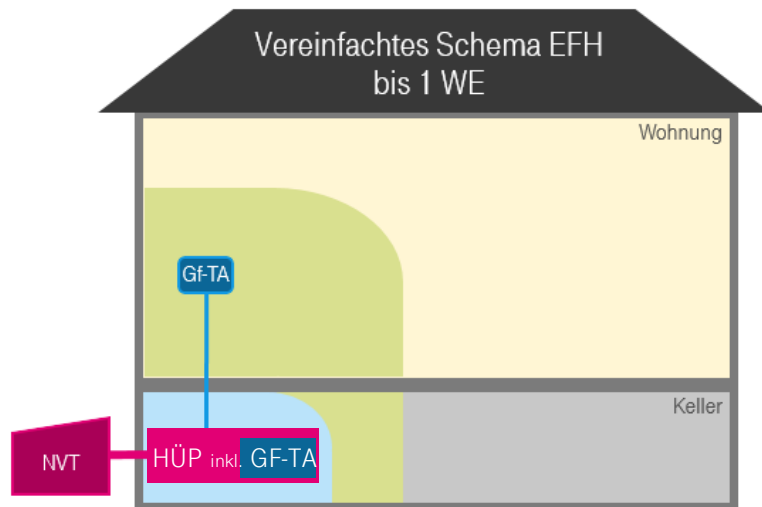 Vereinfachtes Schema EFH
bis 1 WE
Wohnung
Gf-TA
Keller
NVT
HÜP inkl. GF-TA